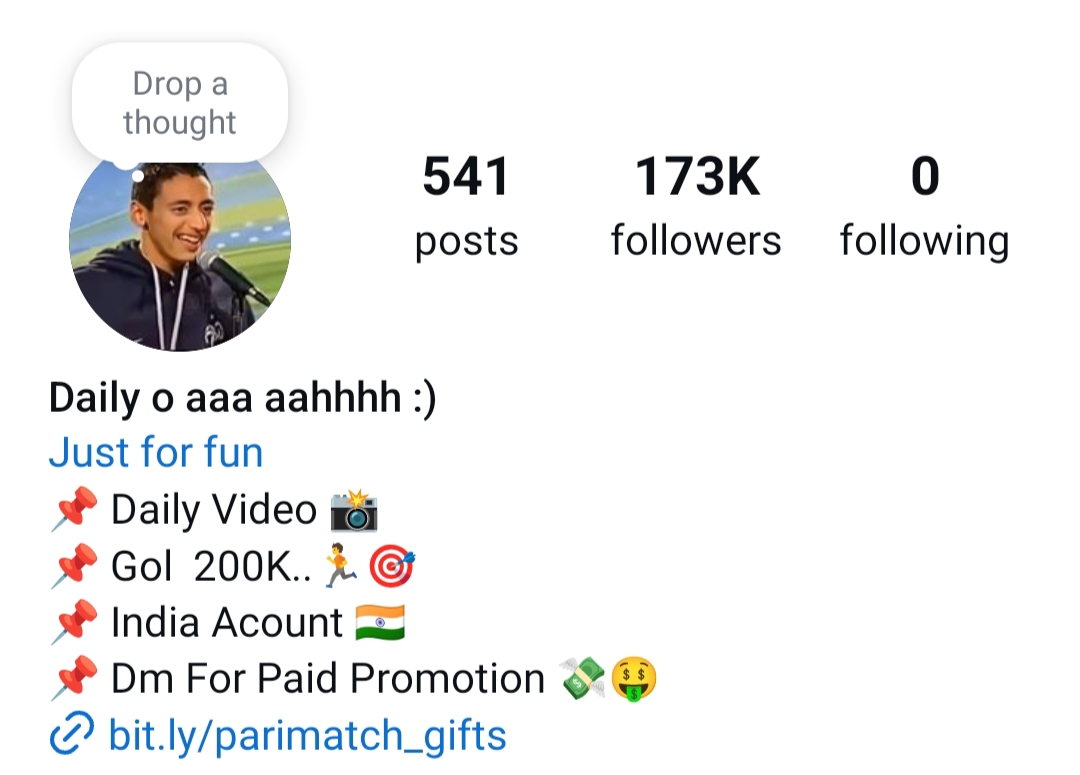 Drop a
thought
541 173K 0
posts followers following
Daily o aaa aahhhh :)
Just for fun
📌 Daily Video 📸
📌 Gol  200K..🏃🎯
📌 India Acount 🇮🇳
📌 Dm For Paid Promotion 💸🤑
bit.ly/parimatch_gifts